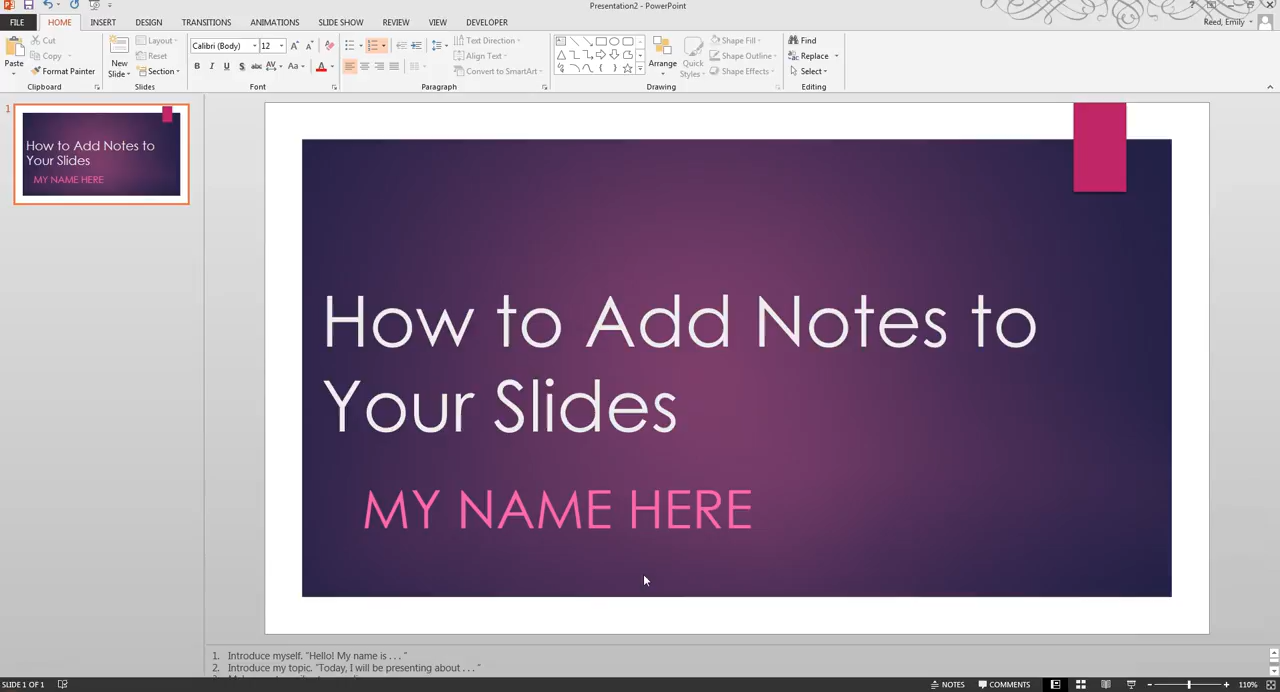 Presentation2 - PowerPoint
FILE HOME INSERT DESIGN TRANSITIONS ANIMATIONS SLIDE SHOW REVIEW VIEW DEVELOPER
Reed, Emily
Paste
Cut
Copy
Format Painter
Clipboard
New
Slide
Layout
Reset
Section
Slides
Calibri (Body) 12
B I U S abc AV Aa A
Font
Text Direction
Align Text
Convert to SmartArt
Paragraph
Arrange
Quick
Styles
Shape Fill
Shape Outline
Shape Effects
Drawing
Find
Replace
Select
Editing
1
How to Add Notes to
Your Slides
MY NAME HERE
How to Add Notes to
Your Slides
MY NAME HERE
1. Introduce myself. "Hello! My name is . . . "
2. Introduce my topic. "Today, I will be presenting about . . . "
SLIDE 1 OF 1
NOTES COMMENTS 110%